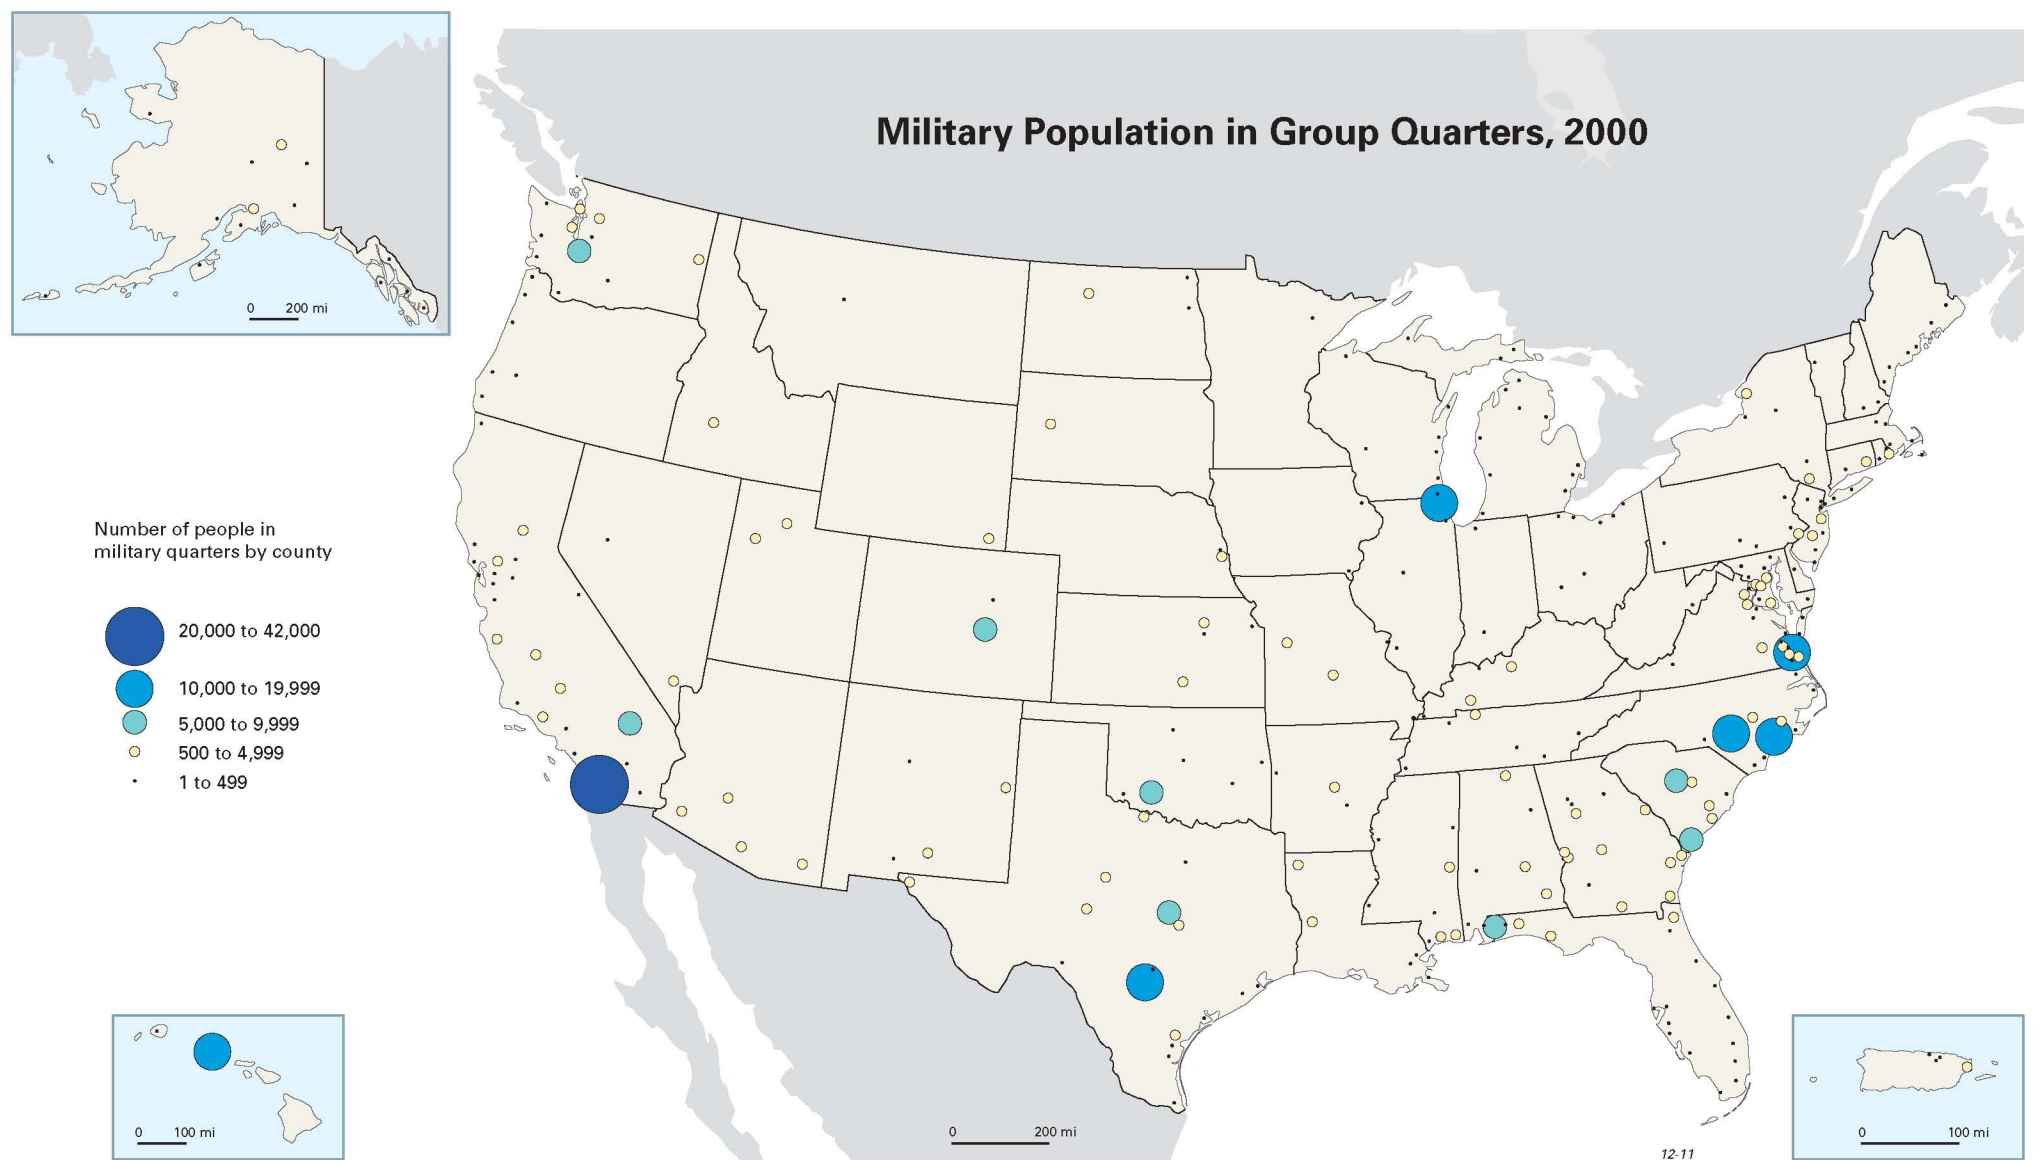 Military Population in Group Quarters, 2000
0 200 mi
Number of people in
military quarters by county
20,000 to 42,000
10,000 to 19,999
5,000 to 9,999
500 to 4,999
1 to 499
0 100 mi
0 200 mi
0 100 mi
12-11